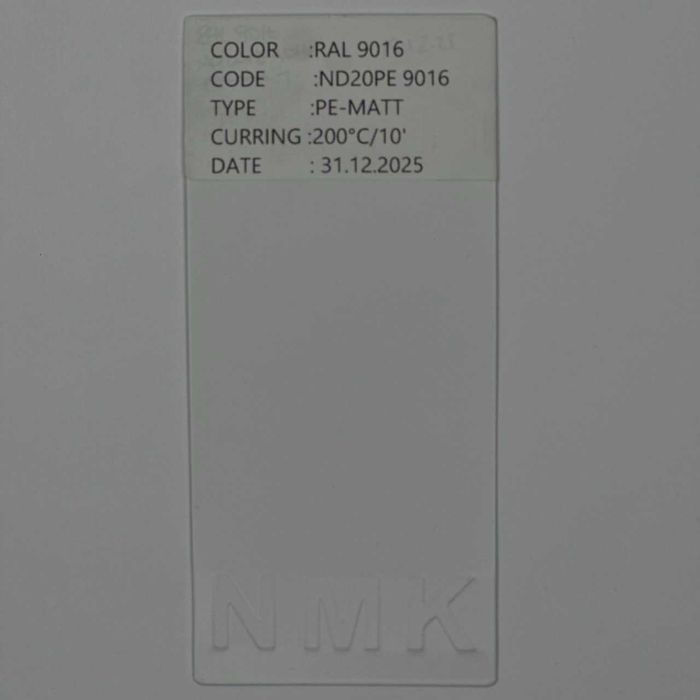 COLOR :RAL 9016
CODE :ND20PE 9016
TYPE :PE-MATT
CURRING :200°C/10'
DATE : 31.12.2025
NMK